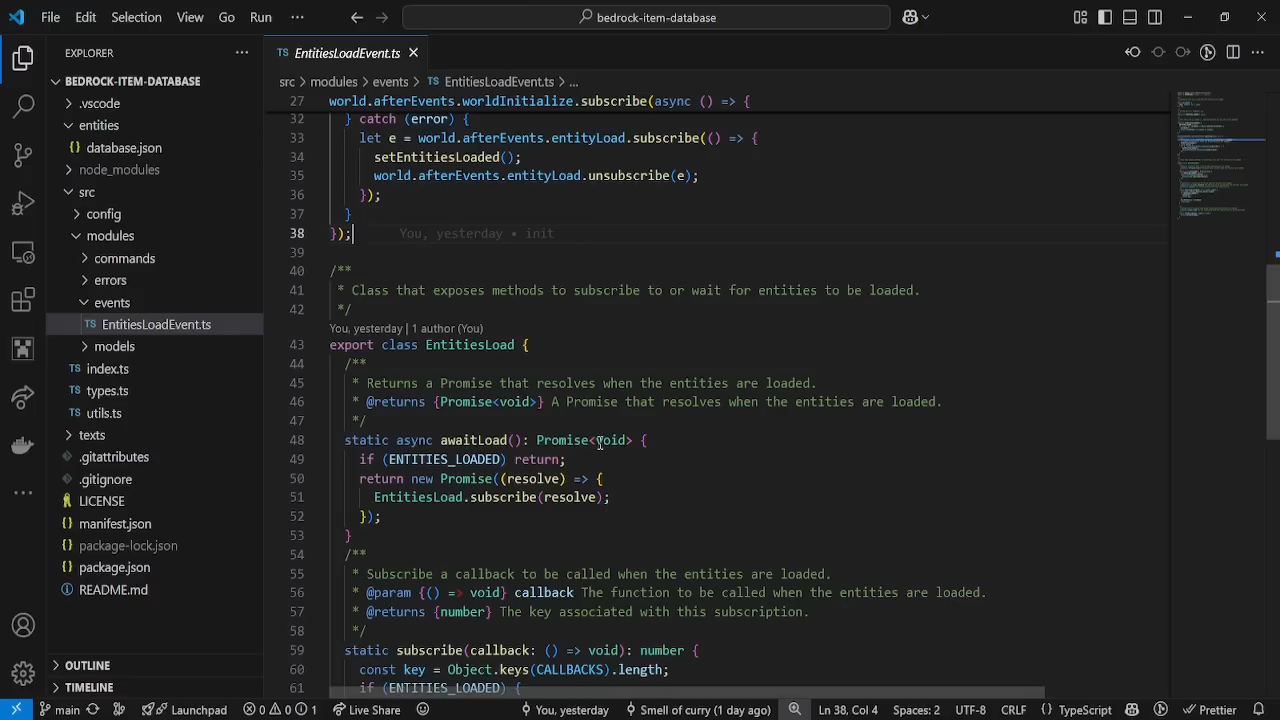 File Edit Selection View Go Run ··· bedrock-item-database
EXPLORER
BEDROCK-ITEM-DATABASE
.vscode
entities
database.json
node_modules
src
config
modules
commands
errors
events
TS EntitiesLoadEvent.ts
models
TS index.ts
TS types.ts
TS utils.ts
texts
.gitattributes
.gitignore
LICENSE
{} manifest.json
{} package-lock.json
{} package.json
README.md
OUTLINE
TIMELINE
TS EntitiesLoadEvent.ts
src > modules > events > TS EntitiesLoadEvent.ts > ...
27 world.afterEvents.worldInitialize.subscribe(async () => {
32 } catch (error) {
33 let e = world.afterEvents.entityLoad.subscribe(() => {
34 setEntitiesLoaded();
35 world.afterEvents.entityLoad.unsubscribe(e);
36 });
37 }
38 }); You, yesterday • init
39
40 /**
41 * Class that exposes methods to subscribe to or wait for entities to be loaded.
42 */
You, yesterday | 1 author (You)
43 export class EntitiesLoad {
44 /**
45 * Returns a Promise that resolves when the entities are loaded.
46 * @returns {Promise<void>} A Promise that resolves when the entities are loaded.
47 */
48 static async awaitLoad(): Promise<void> {
49 if (ENTITIES_LOADED) return;
50 return new Promise((resolve) => {
51 EntitiesLoad.subscribe(resolve);
52 });
53 }
54 /**
55 * Subscribe a callback to be called when the entities are loaded.
56 * @param {() => void} callback The function to be called when the entities are loaded.
57 * @returns {number} The key associated with this subscription.
58 */
59 static subscribe(callback: () => void): number {
60 const key = Object.keys(CALLBACKS).length;
61 if (ENTITIES_LOADED) {
main Launchpad 0 0 1 Live Share You, yesterday Smell of curry (1 day ago) Ln 38, Col 4 Spaces: 2 UTF-8 CRLF {} TypeScript Prettier